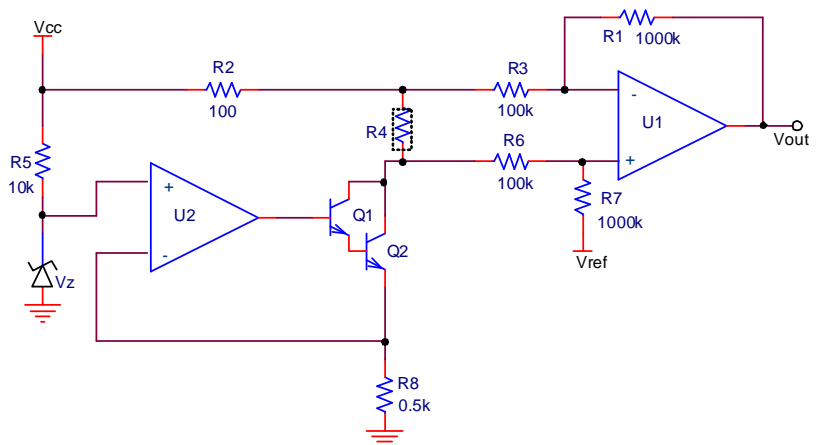 Vcc
R1 1000k
R2
100
R3
100k
-
U1
+
Vout
R4
R5
10k
R6
100k
R7
1000k
Vref
+
U2
-
Q1
Q2
Vz
R8
0.5k